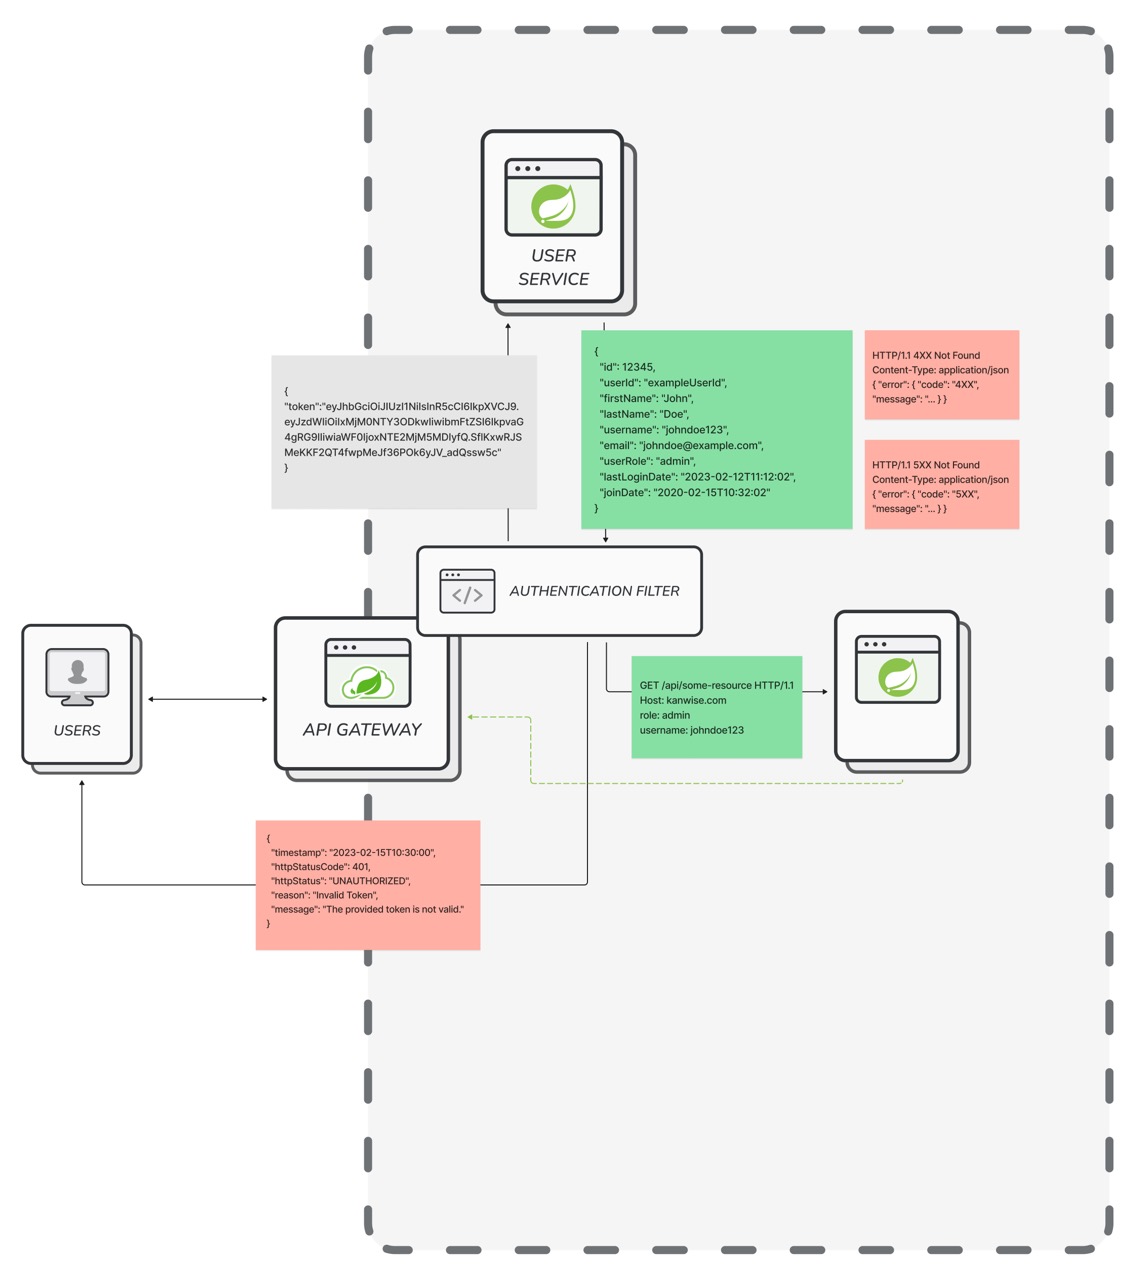 USER
SERVICE
{
"token":"eyJhbGciOiJIUzI1NiIsInR5cCI6IkpXVCJ9.
eyJzdWIiOiIxMjM0NTY3ODkwIiwibmFtZSI6IkpvaG
4gRG9lIiwiaWF0IjoxNTE2MjM5MDIyfQ.SflKxwRJS
MeKKF2QT4fwpMeJf36POk6yJV_adQssw5c"
}
{
"id": 12345,
"userId": "exampleUserId",
"firstName": "John",
"lastName": "Doe",
"username": "johndoe123",
"email": "johndoe@example.com",
"userRole": "admin",
"lastLoginDate": "2023-02-12T11:12:02",
"joinDate": "2020-02-15T10:32:02"
}
HTTP/1.1 4XX Not Found
Content-Type: application/json
{ "error": { "code": "4XX",
"message": "... } }
HTTP/1.1 5XX Not Found
Content-Type: application/json
{ "error": { "code": "5XX",
"message": "... } }
</>
AUTHENTICATION FILTER
USERS
API GATEWAY
GET /api/some-resource HTTP/1.1
Host: kanwise.com
role: admin
username: johndoe123
{
"timestamp": "2023-02-15T10:30:00",
"httpStatusCode": 401,
"httpStatus": "UNAUTHORIZED",
"reason": "Invalid Token",
"message": "The provided token is not valid."
}